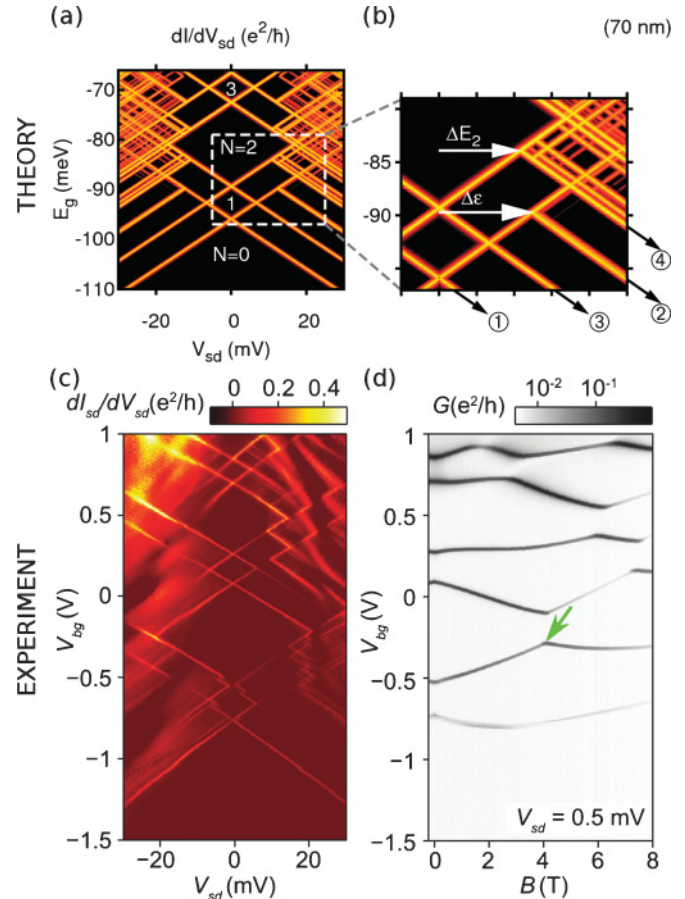 (a)
(b)
dI/dV_sd (e²/ħ)
(70 nm)
THEORY
E_g (meV)
-70
-80
-90
-100
-110
3
N=2
1
N=0
-20
0
20
V_sd (mV)
-85
-90
ΔE₂
Δε
④
②
③
①
(c)
dI_sd/dV_sd(e²/h)
0
0.2
0.4
(d)
G(e²/h)
10⁻²
10⁻¹
EXPERIMENT
V_bg (V)
1
0.5
0
−0.5
−1
−1.5
−20
0
20
V_sd (mV)
V_bg (V)
1
0.5
0
−0.5
−1
−1.5
V_sd = 0.5 mV
0
2
4
6
8
B (T)